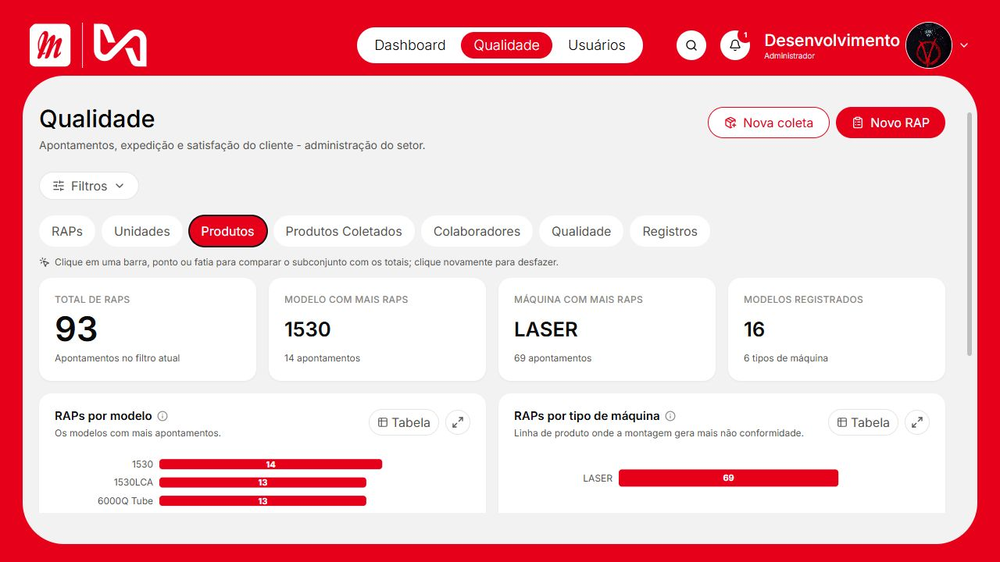 m
Dashboard
Qualidade
Usuários
1
Desenvolvimento
Administrador
Qualidade
Apontamentos, expedição e satisfação do cliente - administração do setor.
Nova coleta
Novo RAP
Filtros
RAPs
Unidades
Produtos
Produtos Coletados
Colaboradores
Qualidade
Registros
Clique em uma barra, ponto ou fatia para comparar o subconjunto com os totais; clique novamente para desfazer.
TOTAL DE RAPS
93
Apontamentos no filtro atual
MODELO COM MAIS RAPS
1530
14 apontamentos
MÁQUINA COM MAIS RAPS
LASER
69 apontamentos
MODELOS REGISTRADOS
16
6 tipos de máquina
RAPs por modelo
Os modelos com mais apontamentos.
Tabela
1530
14
1530LCA
13
6000Q Tube
13
RAPs por tipo de máquina
Linha de produto onde a montagem gera mais não conformidade.
Tabela
LASER
69